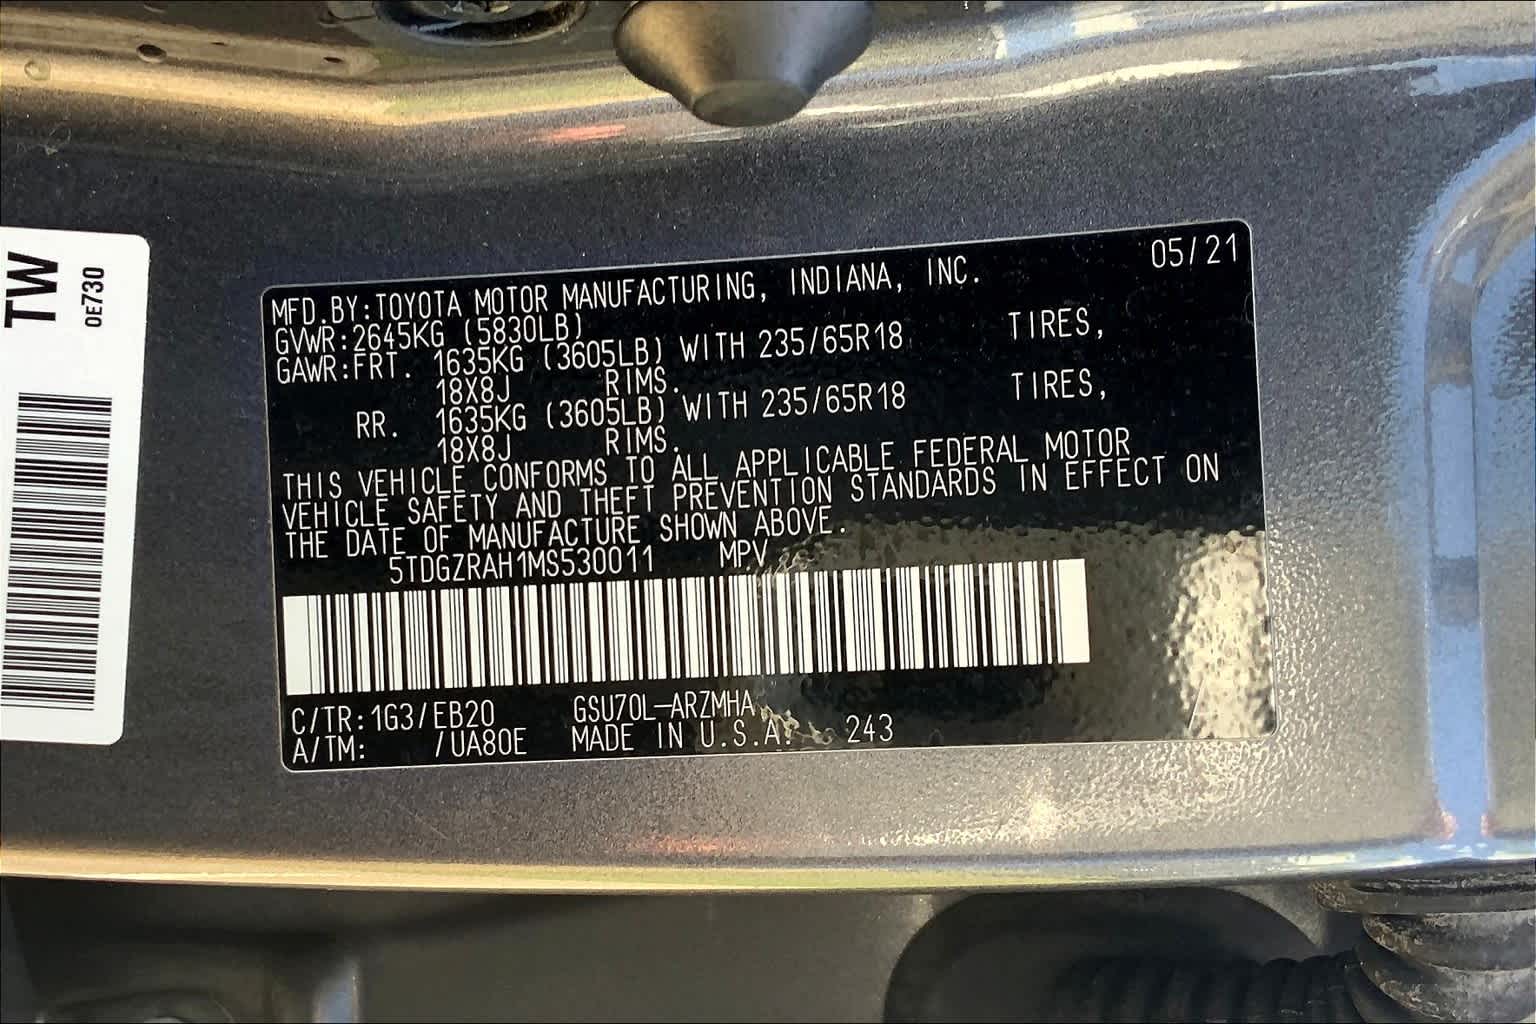 TW
0E730
05/21
MFD.BY:TOYOTA MOTOR MANUFACTURING, INDIANA, INC.
GVWR:2645KG (5830LB)
GAWR:FRT. 1635KG (3605LB) WITH 235/65R18 TIRES,
18X8J RIMS.
RR. 1635KG (3605LB) WITH 235/65R18 TIRES,
18X8J RIMS.
THIS VEHICLE CONFORMS TO ALL APPLICABLE FEDERAL MOTOR
VEHICLE SAFETY AND THEFT PREVENTION STANDARDS IN EFFECT ON
THE DATE OF MANUFACTURE SHOWN ABOVE.
5TDGZRAH1MS530011 MPV
C/TR:1G3/EB20 GSU70L-ARZMHA
A/TM: /UA80E MADE IN U.S.A. 243